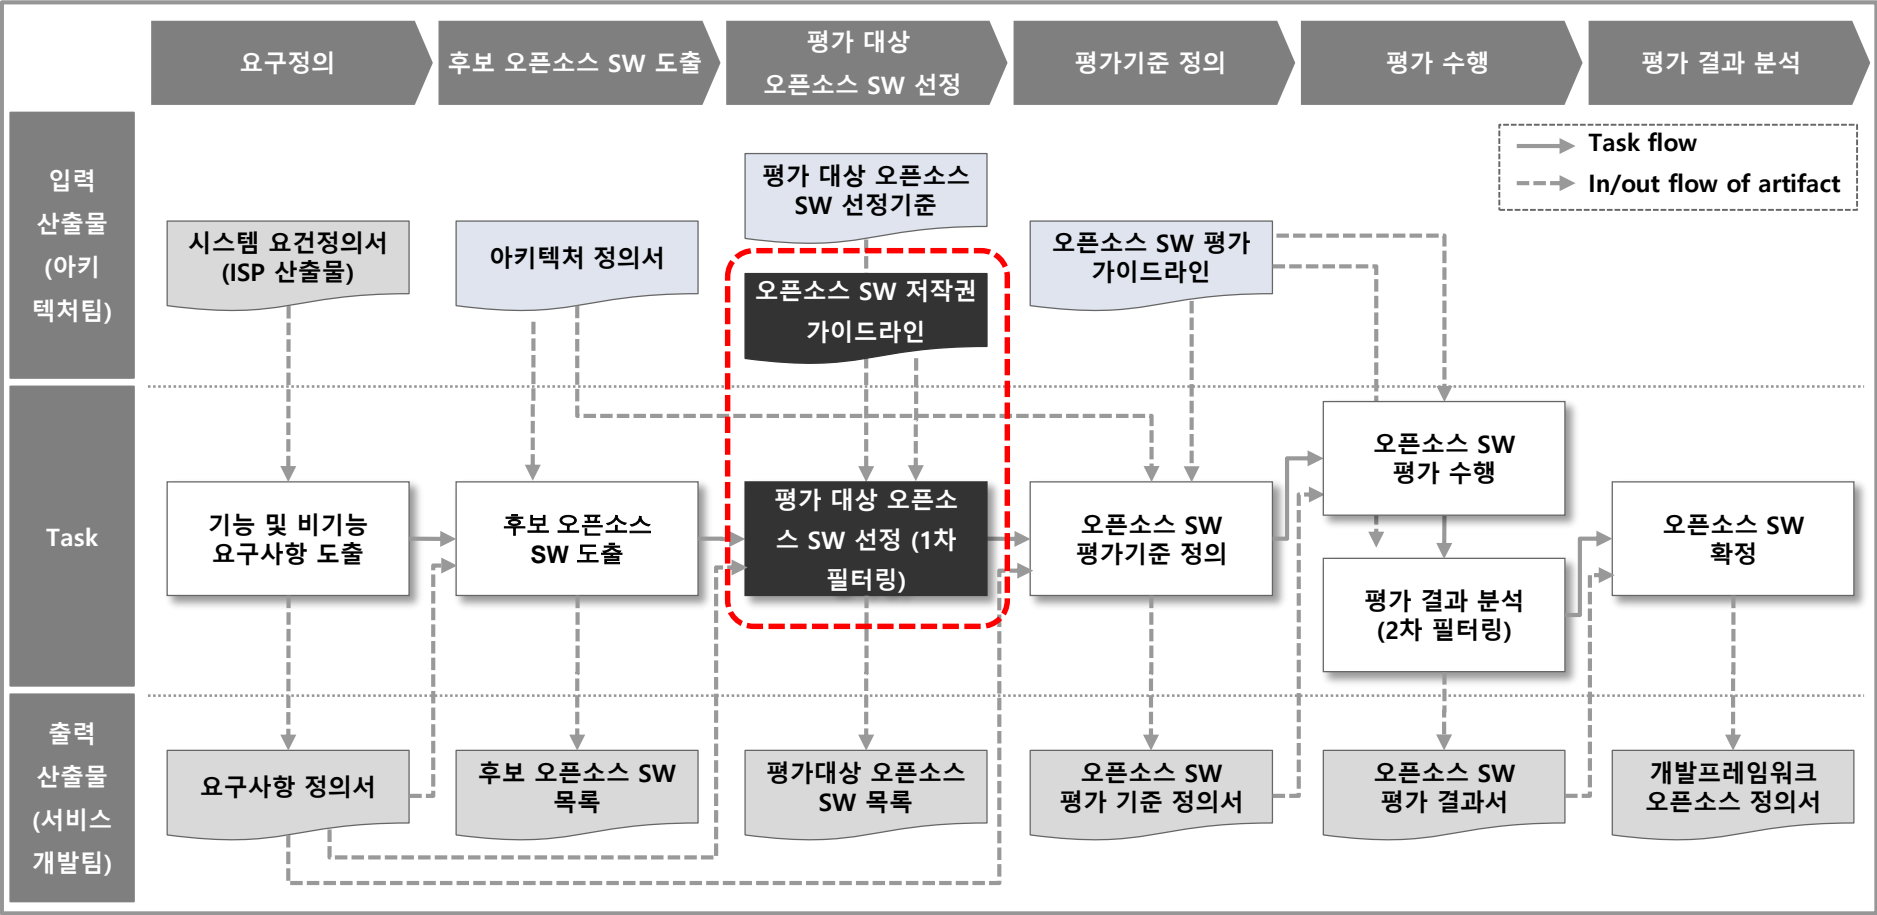 요구정의
후보 오픈소스 SW 도출
평가 대상
오픈소스 SW 선정
평가기준 정의
평가 수행
평가 결과 분석
Task flow
In/out flow of artifact
입력
산출물
(아키
텍처팀)
시스템 요건정의서
(ISP 산출물)
아키텍처 정의서
평가 대상 오픈소스
SW 선정기준
오픈소스 SW 저작권
가이드라인
오픈소스 SW 평가
가이드라인
Task
기능 및 비기능
요구사항 도출
후보 오픈소스
SW 도출
평가 대상 오픈소
스 SW 선정 (1차
필터링)
오픈소스 SW
평가기준 정의
오픈소스 SW
평가 수행
평가 결과 분석
(2차 필터링)
오픈소스 SW
확정
출력
산출물
(서비스
개발팀)
요구사항 정의서
후보 오픈소스 SW
목록
평가대상 오픈소스
SW 목록
오픈소스 SW
평가 기준 정의서
오픈소스 SW
평가 결과서
개발프레임워크
오픈소스 정의서